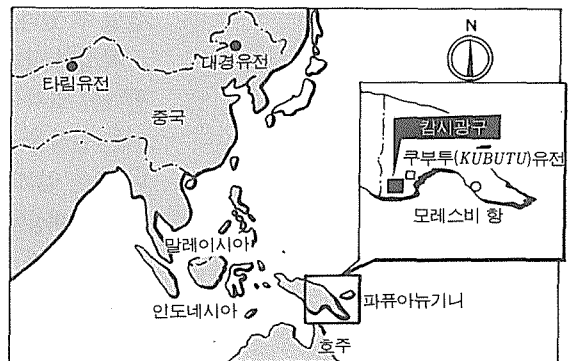 N
대경유전
타림유전
중국
캄시광구
쿠부투(KUBUTU)유전
모레스비 항
말레이시아
인도네시아
파퓨아뉴기니
호주